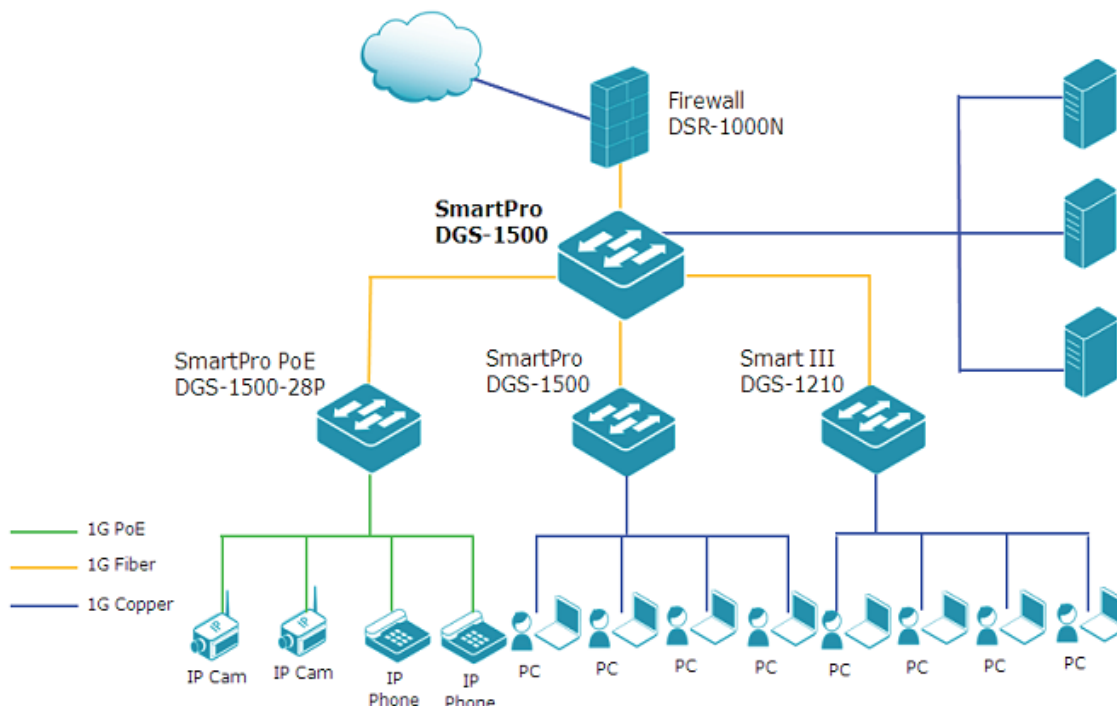 Firewall
DSR-1000N
SmartPro
DGS-1500
SmartPro PoE
DGS-1500-28P
SmartPro
DGS-1500
Smart III
DGS-1210
1G PoE
1G Fiber
1G Copper
IP
IP
IP Cam
IP Cam
IP
Phone
IP
Phone
PC
PC
PC
PC
PC
PC
PC
PC